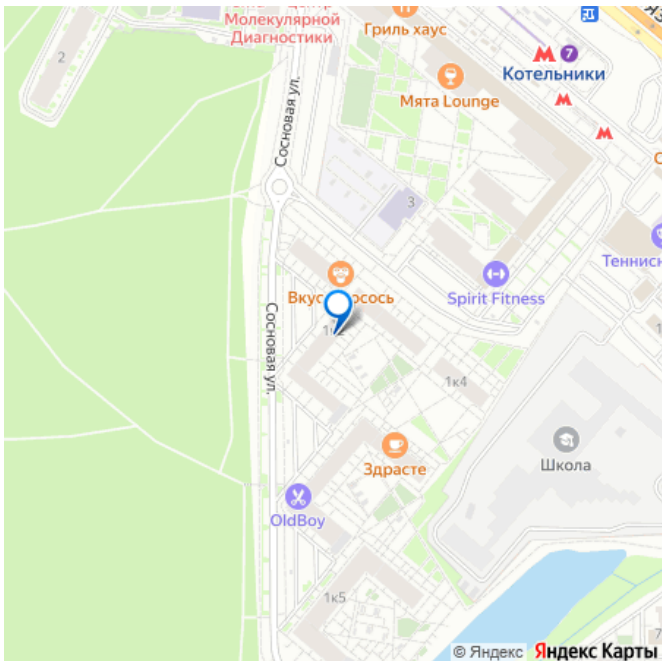 Молекулярной
Диагностики
Гриль хаус
2
7
Котельники
Мята Lounge
Сосновая ул.
3
Spirit Fitness
Сосновая ул.
1к4
Школа
Здрасте
OldBoy
1к5
© Яндекс Яндекс Карты